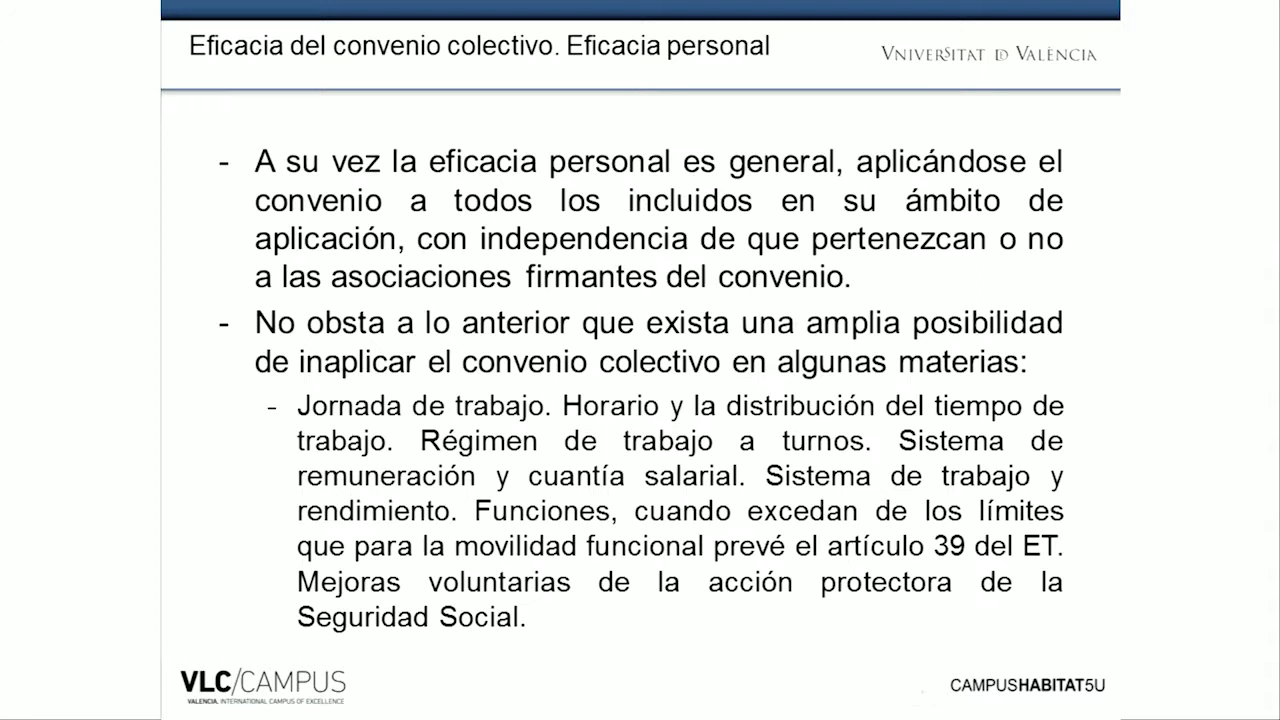 Eficacia del convenio colectivo. Eficacia personal
VNIVERSITAT D VALÈNCIA
- A su vez la eficacia personal es general, aplicándose el
convenio a todos los incluidos en su ámbito de
aplicación, con independencia de que pertenezcan o no
a las asociaciones firmantes del convenio.
- No obsta a lo anterior que exista una amplia posibilidad
de inaplicar el convenio colectivo en algunas materias:
- Jornada de trabajo. Horario y la distribución del tiempo de
trabajo. Régimen de trabajo a turnos. Sistema de
remuneración y cuantía salarial. Sistema de trabajo y
rendimiento. Funciones, cuando excedan de los límites
que para la movilidad funcional prevé el artículo 39 del ET.
Mejoras voluntarias de la acción protectora de la
Seguridad Social.
VLC/CAMPUS
VALENCIA, INTERNATIONAL CAMPUS OF EXCELLENCE
CAMPUSHABITAT5U